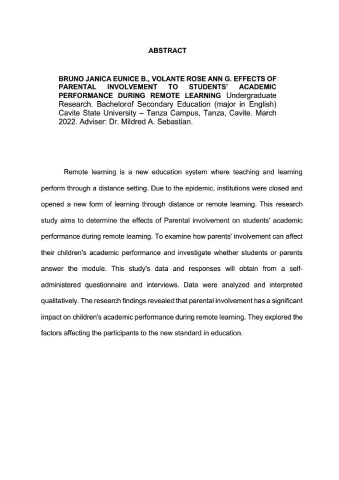 ABSTRACT
BRUNO JANICA EUNICE B., VOLANTE ROSE ANN G. EFFECTS OF
PARENTAL INVOLVEMENT TO STUDENTS' ACADEMIC
PERFORMANCE DURING REMOTE LEARNING Undergraduate
Research. Bachelorof Secondary Education (major in English)
Cavite State University – Tanza Campus, Tanza, Cavite. March
2022. Adviser: Dr. Mildred A. Sebastian.
Remote learning is a new education system where teaching and learning
perform through a distance setting. Due to the epidemic, institutions were closed and
opened a new form of learning through distance or remote learning. This research
study aims to determine the effects of Parental involvement on students' academic
performance during remote learning. To examine how parents' involvement can affect
their children's academic performance and investigate whether students or parents
answer the module. This study's data and responses will obtain from a self-
administered questionnaire and interviews. Data were analyzed and interpreted
qualitatively. The research findings revealed that parental involvement has a significant
impact on children's academic performance during remote learning. They explored the
factors affecting the participants to the new standard in education.